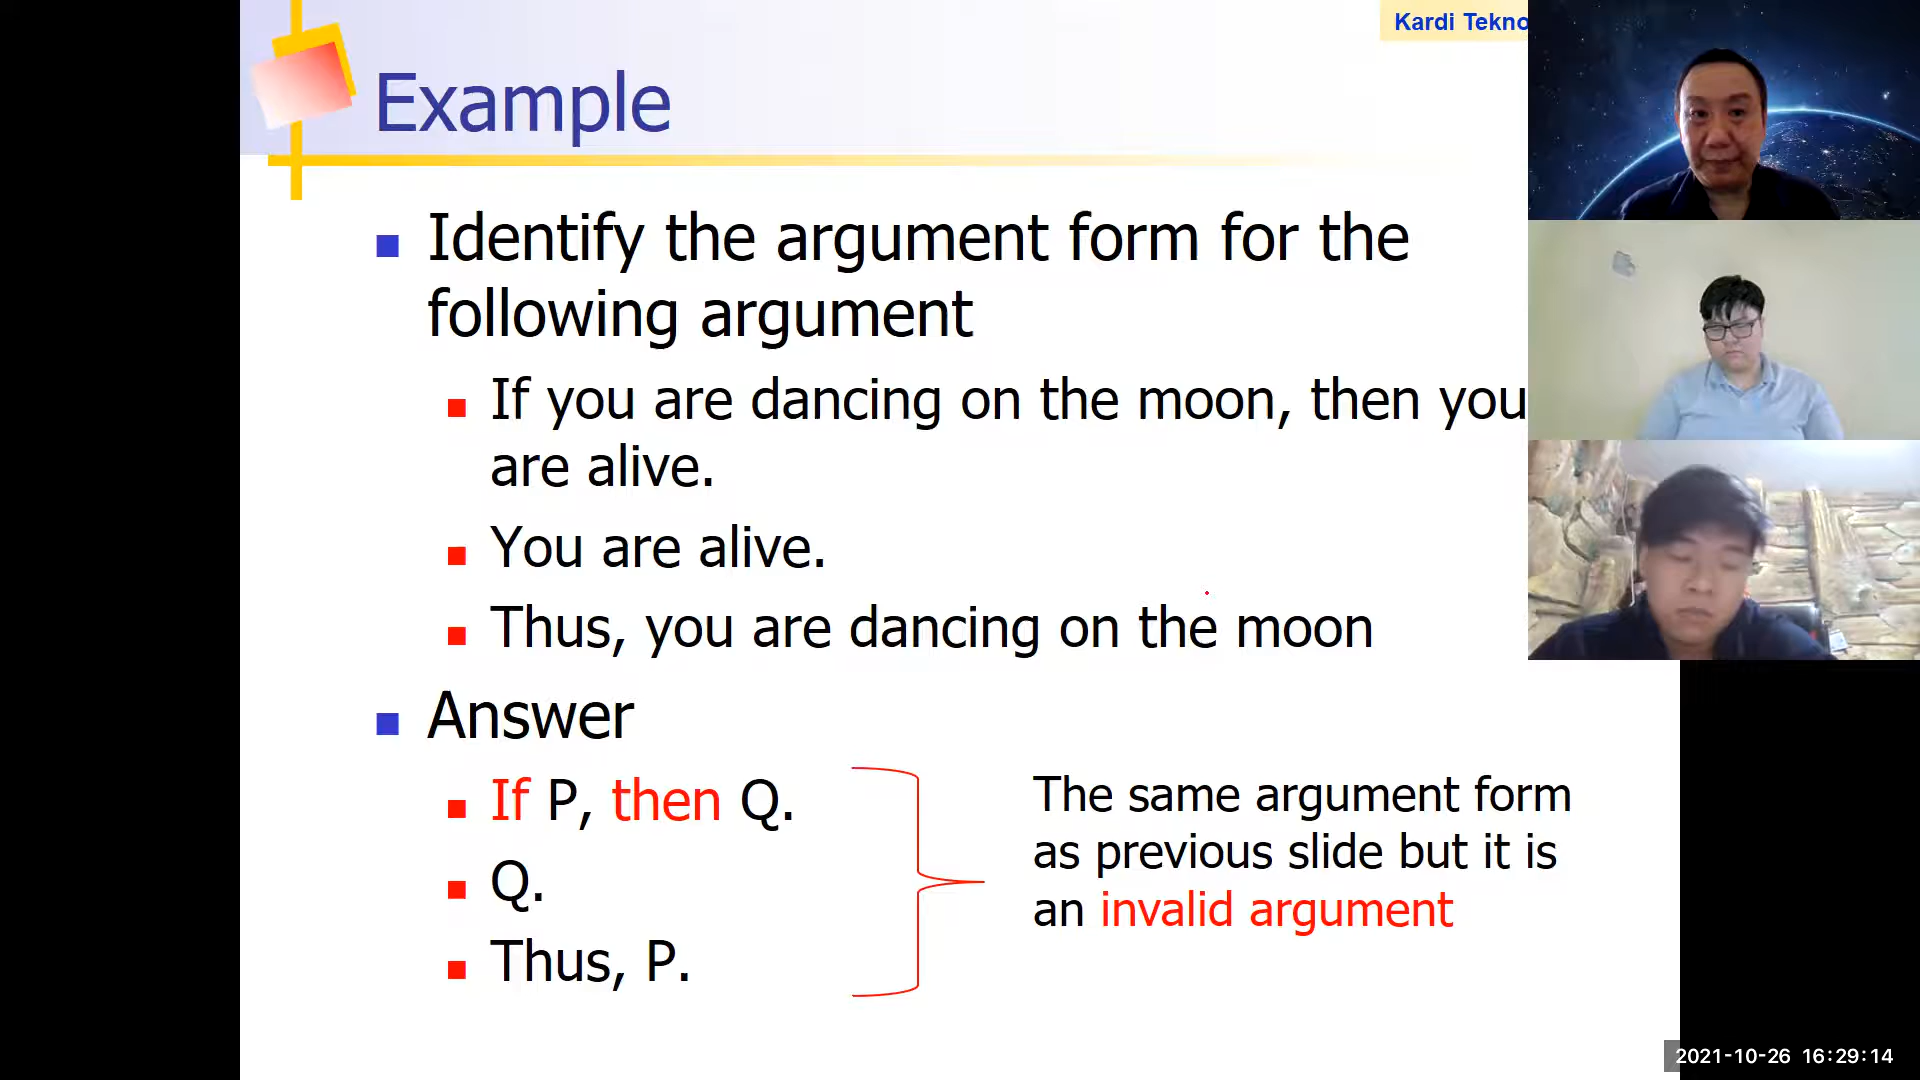 Kardi Tekno
Example
Identify the argument form for the
following argument
If you are dancing on the moon, then you
are alive.
You are alive.
Thus, you are dancing on the moon
Answer
If P, then Q.
Q.
Thus, P.
The same argument form
as previous slide but it is
an invalid argument
2021-10-26 16:29:14